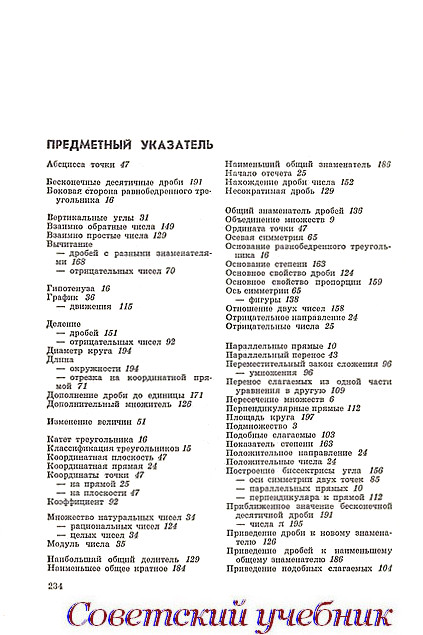 ПРЕДМЕТНЫЙ УКАЗАТЕЛЬ
Абсцисса точки 47
Бесконечные десятичные дроби 191
Боковая сторона равнобедренного тре-
угольника 16
Вертикальные углы 31
Взаимно обратные числа 149
Взаимно простые числа 129
Вычитание
— дробей с разными знаменателя-
ми 168
— отрицательных чисел 70
Гипотенуза 16
График 36
— движения 115
Деление
— дробей 151
— отрицательных чисел 92
Диаметр круга 194
Длина
— окружности 194
— отрезка на координатной пря-
мой 71
Дополнение дроби до единицы 171
Дополнительный множитель 126
Изменение величин 51
Катет треугольника 16
Классификация треугольников 15
Координатная плоскость 47
Координатная прямая 24
Координаты точки 47
— на прямой 25
— на плоскости 47
Коэффициент 92
Множество натуральных чисел 34
— рациональных чисел 124
— целых чисел 34
Модуль числа 35
Наибольший общий делитель 129
Наименьшее общее кратное 184
Наименьший общий знаменатель 186
Начало отсчета 25
Нахождение дроби числа 152
Несократимая дробь 129
Общий знаменатель дробей 136
Объединение множеств 9
Ордината точки 47
Осевая симметрия 65
Основание равнобедренного треуголь-
ника 16
Основание степени 163
Основное свойство дроби 124
Основное свойство пропорции 159
Ось симметрии 65
— фигуры 138
Отношение двух чисел 158
Отрицательное направление 24
Отрицательные числа 25
Параллельные прямые 10
Параллельный перенос 43
Переместительный закон сложения 96
— умножения 96
Перенос слагаемых из одной части
уравнения в другую 109
Пересечение множеств 6
Перпендикулярные прямые 112
Площадь круга 197
Подмножество 3
Подобные слагаемые 103
Показатель степени 163
Положительное направление 24
Положительные числа 24
Построение биссектрисы угла 156
— оси симметрии двух точек 85
— параллельных прямых 10
— перпендикуляра к прямой 112
Приближенное значение бесконечной
десятичной дроби 191
— числа π 195
Приведение дроби к новому знамена-
телю 126
Приведение дробей к наименьшему
общему знаменателю 186
Приведение подобных слагаемых 104
234
Советский учебник